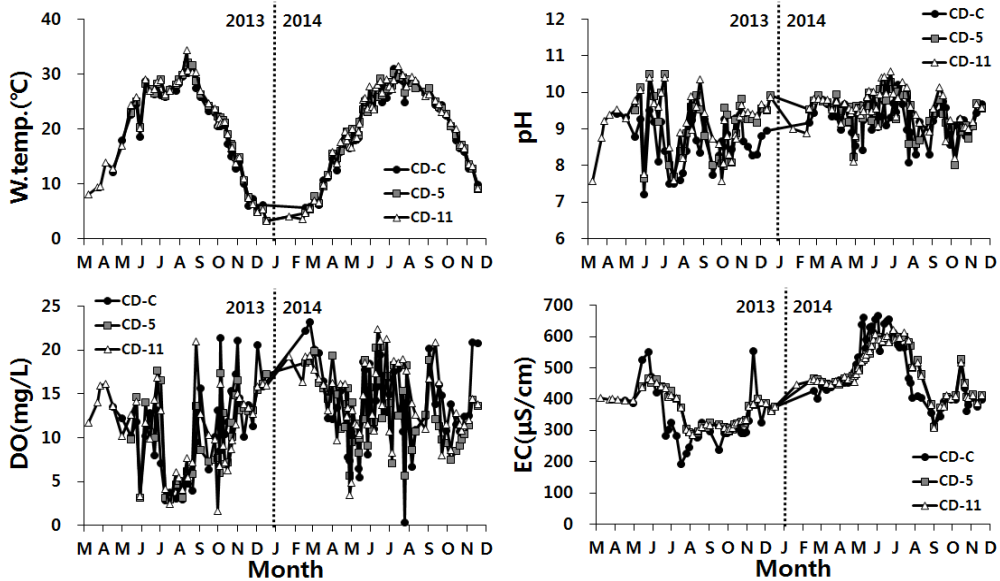 2013 2014
W.temp.(℃)
40
30
20
10
0
CD-C
CD-5
CD-11
M A M J J A S O N D J F M A M J J A S O N D
2013 2014
pH
12
11
10
9
8
7
6
CD-C
CD-5
CD-11
M A M J J A S O N D J F M A M J J A S O N D
2013 2014
DO(mg/L)
25
20
15
10
5
0
CD-C
CD-5
CD-11
M A M J J A S O N D J F M A M J J A S O N D
Month
2013 2014
EC(µS/cm)
700
600
500
400
300
200
100
0
CD-C
CD-5
CD-11
M A M J J A S O N D J F M A M J J A S O N D
Month